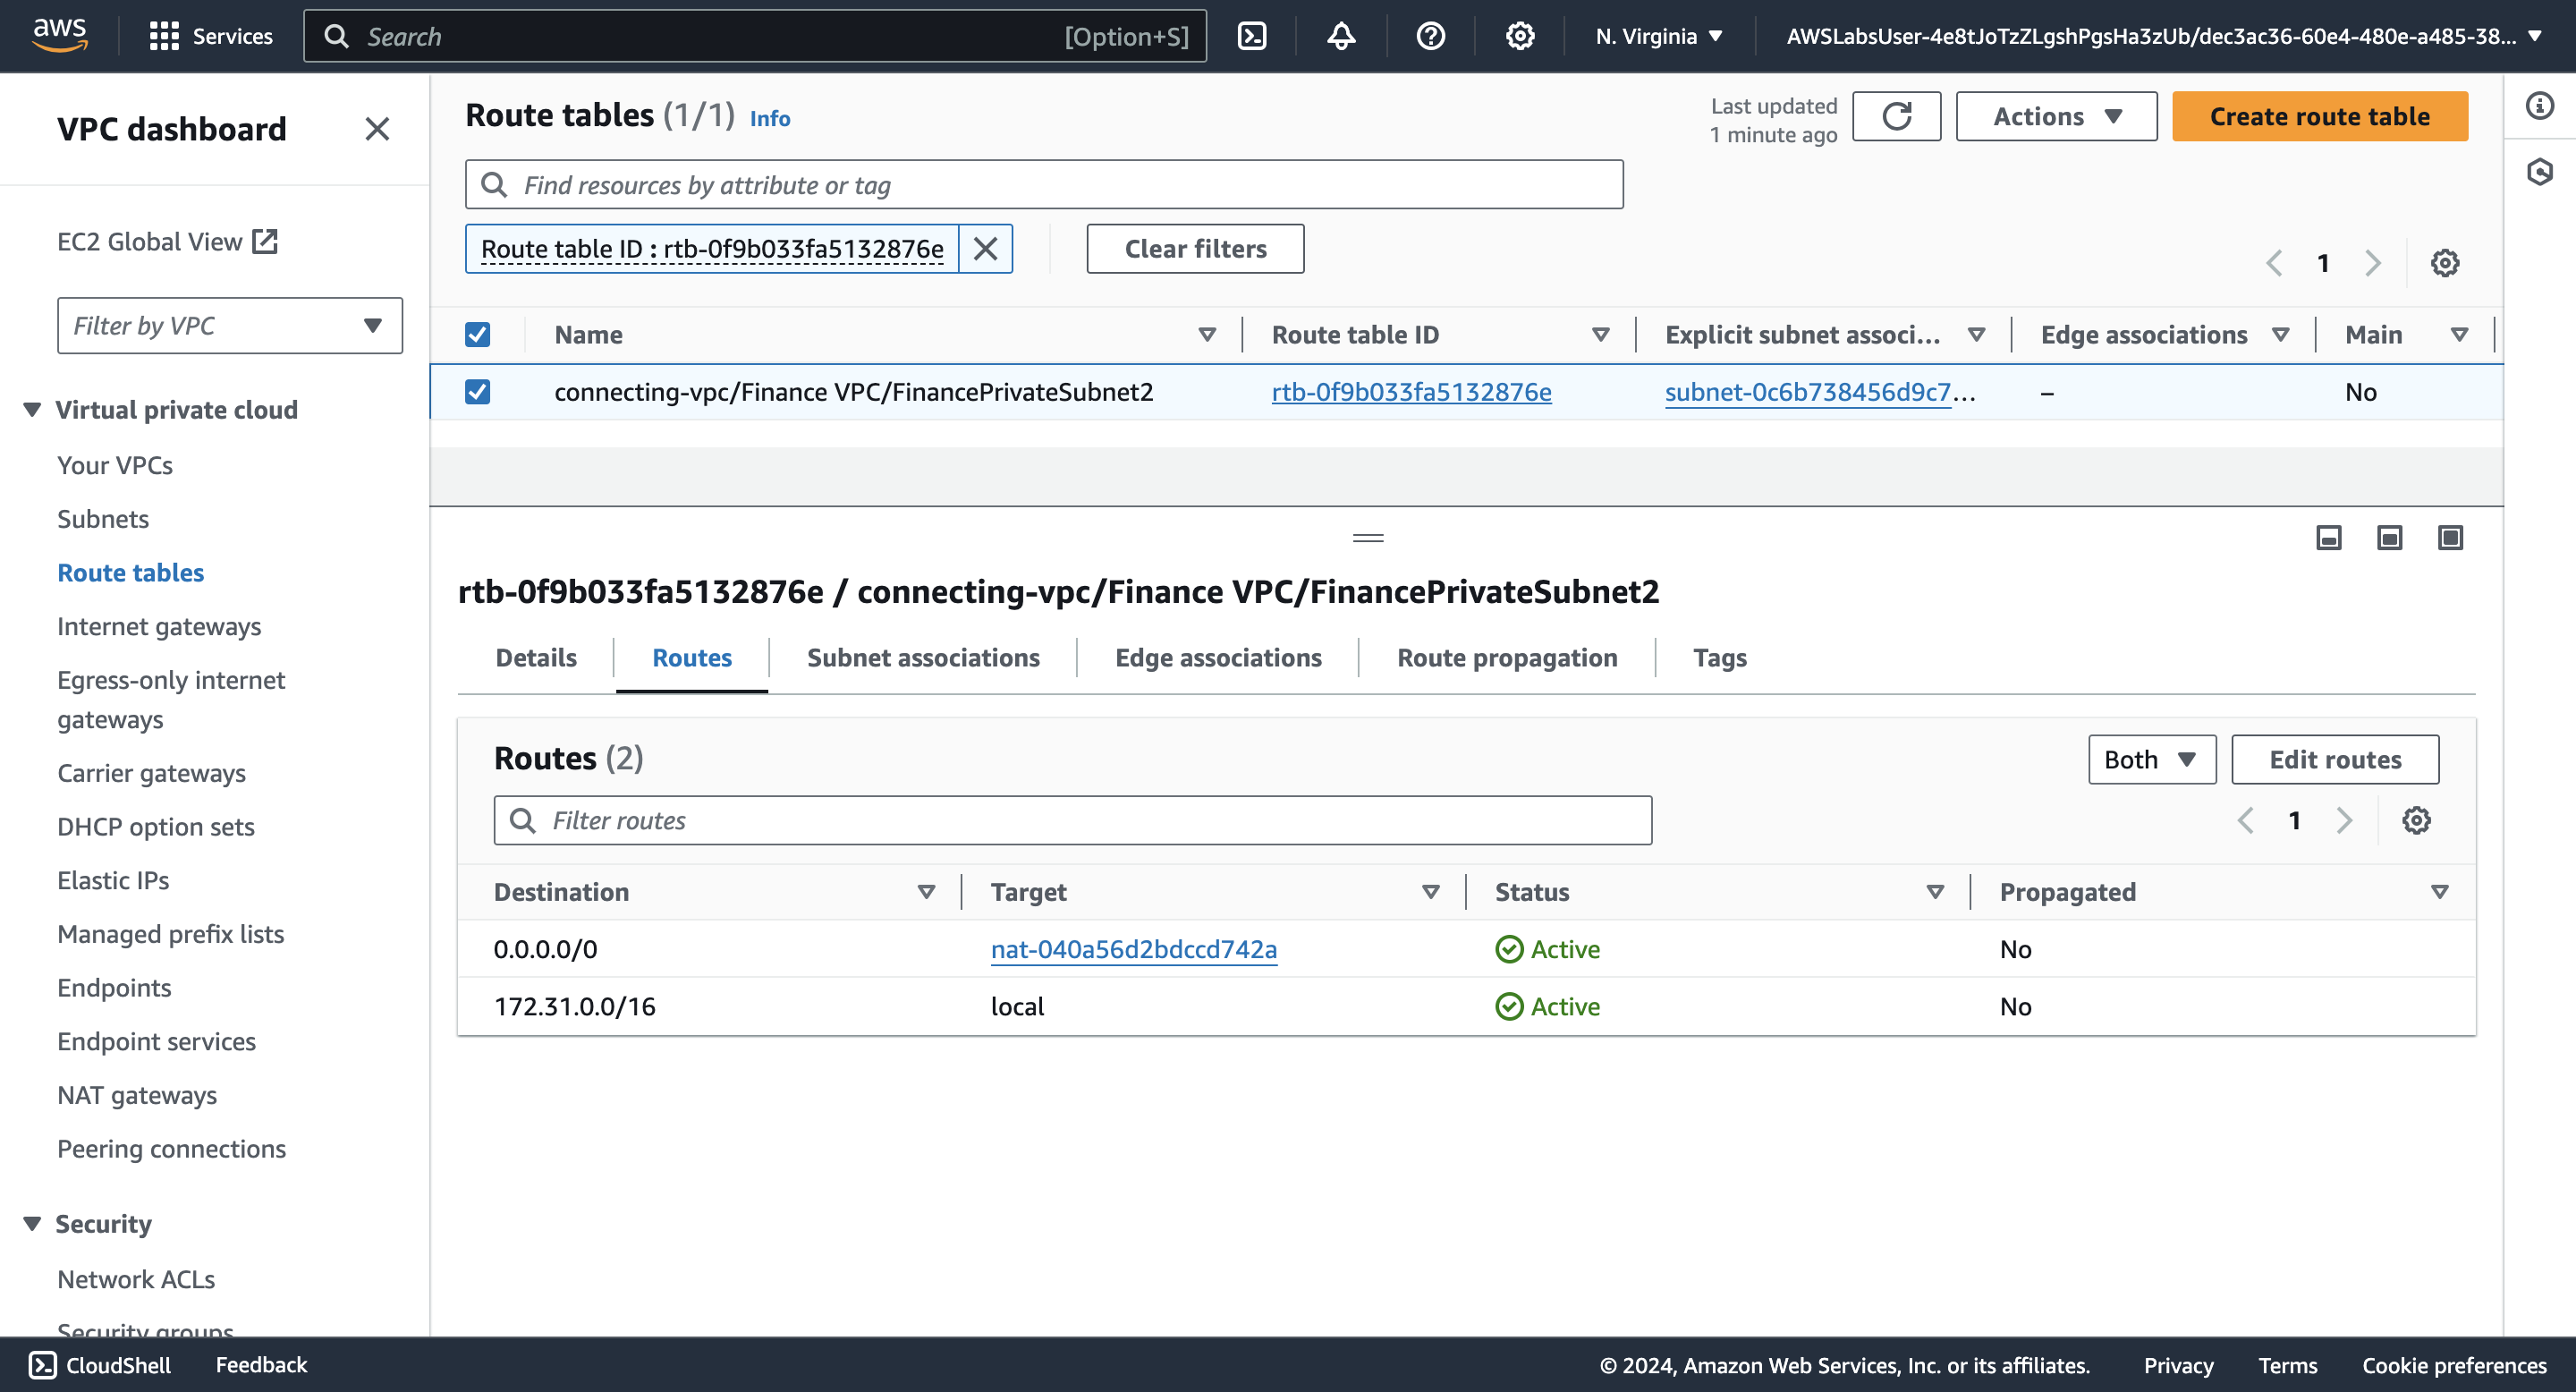 aws
Services
Search
[Option+S]
N. Virginia
AWSLabsUser-4e8tJoTzZLgshPgsHa3zUb/dec3ac36-60e4-480e-a485-38...
VPC dashboard
EC2 Global View
Filter by VPC
Virtual private cloud
Your VPCs
Subnets
Route tables
Internet gateways
Egress-only internet
gateways
Carrier gateways
DHCP option sets
Elastic IPs
Managed prefix lists
Endpoints
Endpoint services
NAT gateways
Peering connections
Security
Network ACLs
Security groups
Route tables (1/1) Info
Last updated
1 minute ago
Actions
Create route table
Find resources by attribute or tag
Route table ID : rtb-0f9b033fa5132876e
Clear filters
1
Name
Route table ID
Explicit subnet associ...
Edge associations
Main
connecting-vpc/Finance VPC/FinancePrivateSubnet2
rtb-0f9b033fa5132876e
subnet-0c6b738456d9c7...
–
No
rtb-0f9b033fa5132876e / connecting-vpc/Finance VPC/FinancePrivateSubnet2
Details
Routes
Subnet associations
Edge associations
Route propagation
Tags
Routes (2)
Both
Edit routes
Filter routes
1
Destination
Target
Status
Propagated
0.0.0.0/0
nat-040a56d2bdccd742a
Active
No
172.31.0.0/16
local
Active
No
CloudShell
Feedback
© 2024, Amazon Web Services, Inc. or its affiliates.
Privacy
Terms
Cookie preferences